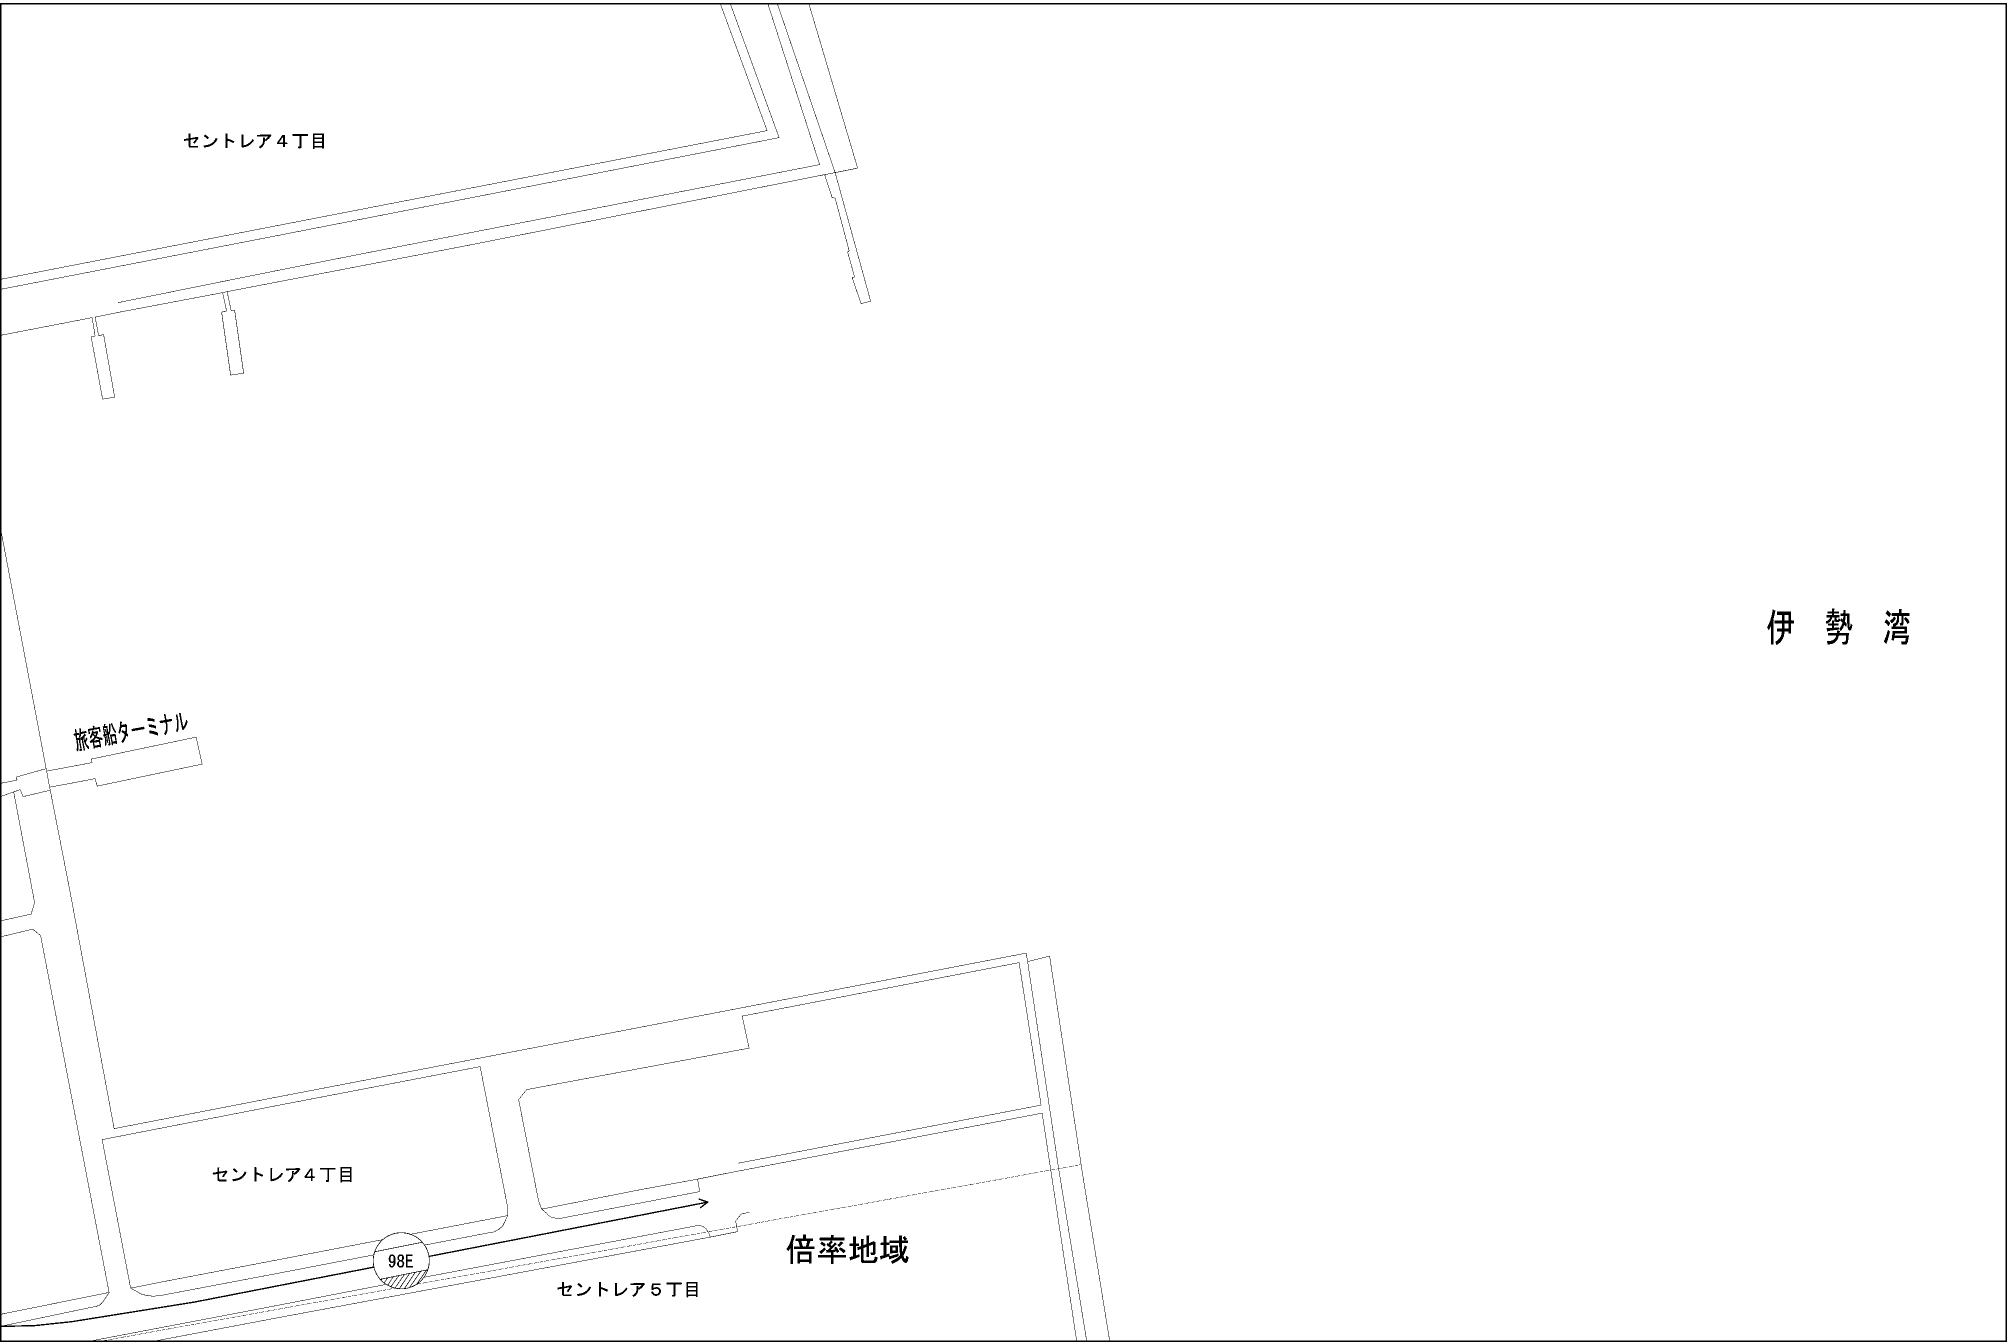 セントレア４丁目
伊　勢　湾
旅客船ターミナル
セントレア４丁目
倍率地域
98E
セントレア５丁目